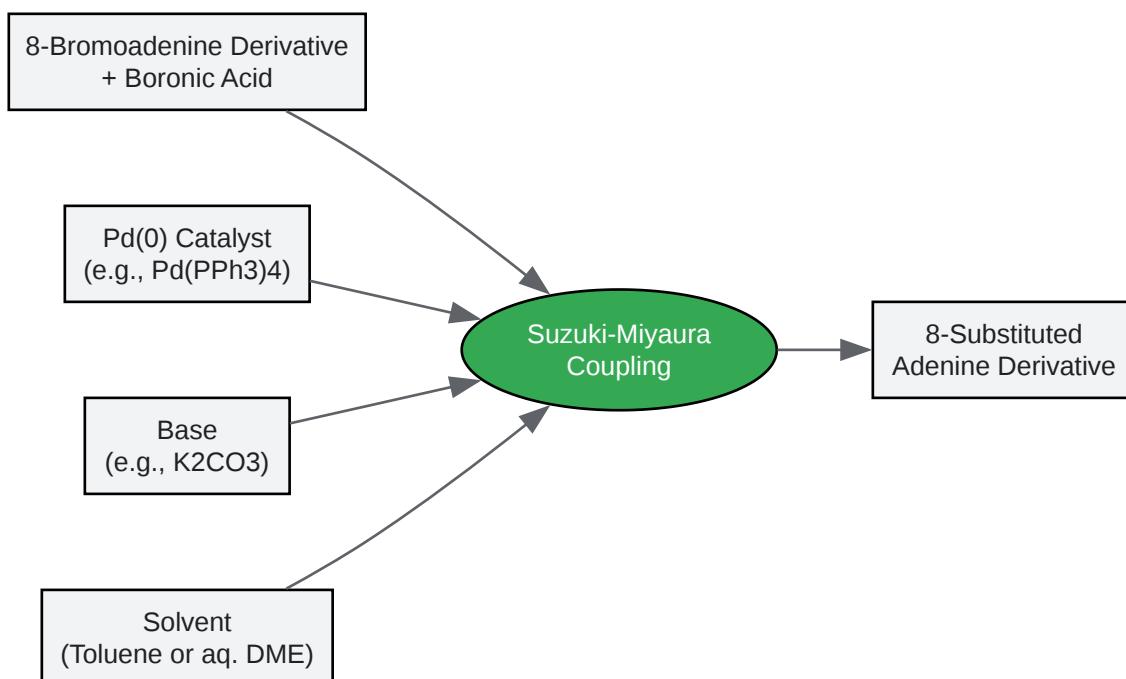 8-Bromoadenine Derivative
+ Boronic Acid
Pd(0) Catalyst
(e.g., Pd(PPh3)4)
Base
(e.g., K2CO3)
Solvent
(Toluene or aq. DME)
Suzuki-Miyaura
Coupling
8-Substituted
Adenine Derivative